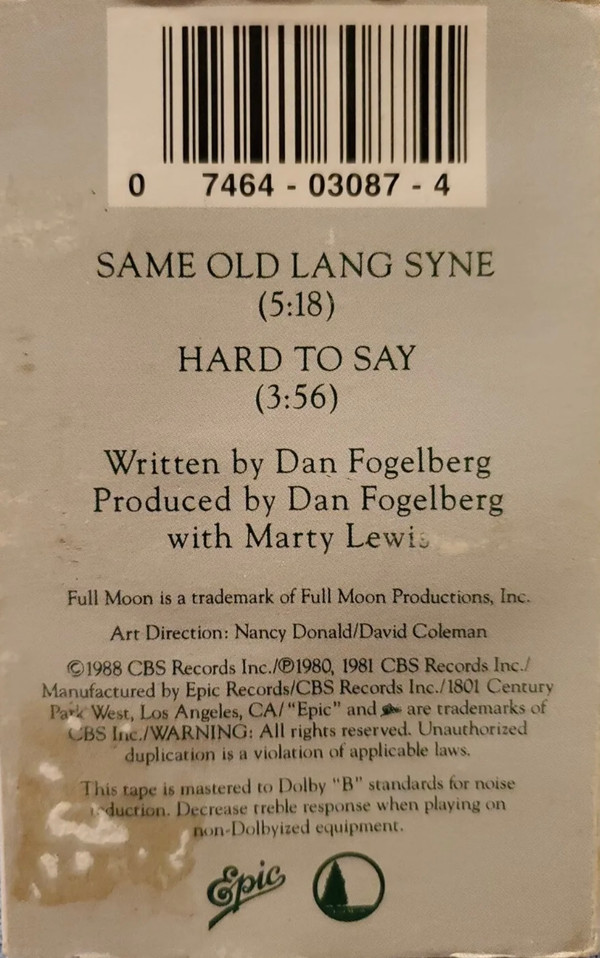 0 7464 - 03087 - 4
SAME OLD LANG SYNE
(5:18)
HARD TO SAY
(3:56)
Written by Dan Fogelberg
Produced by Dan Fogelberg
with Marty Lewis
Full Moon is a trademark of Full Moon Productions, Inc.
Art Direction: Nancy Donald/David Coleman
©1988 CBS Records Inc./℗1980, 1981 CBS Records Inc./
Manufactured by Epic Records/CBS Records Inc./1801 Century
Park West, Los Angeles, CA/"Epic" and are trademarks of
CBS Inc./WARNING: All rights reserved. Unauthorized
duplication is a violation of applicable laws.
This tape is mastered to Dolby "B" standards for noise
reduction. Decrease treble response when playing on
non-Dolbyized equipment.
Epic